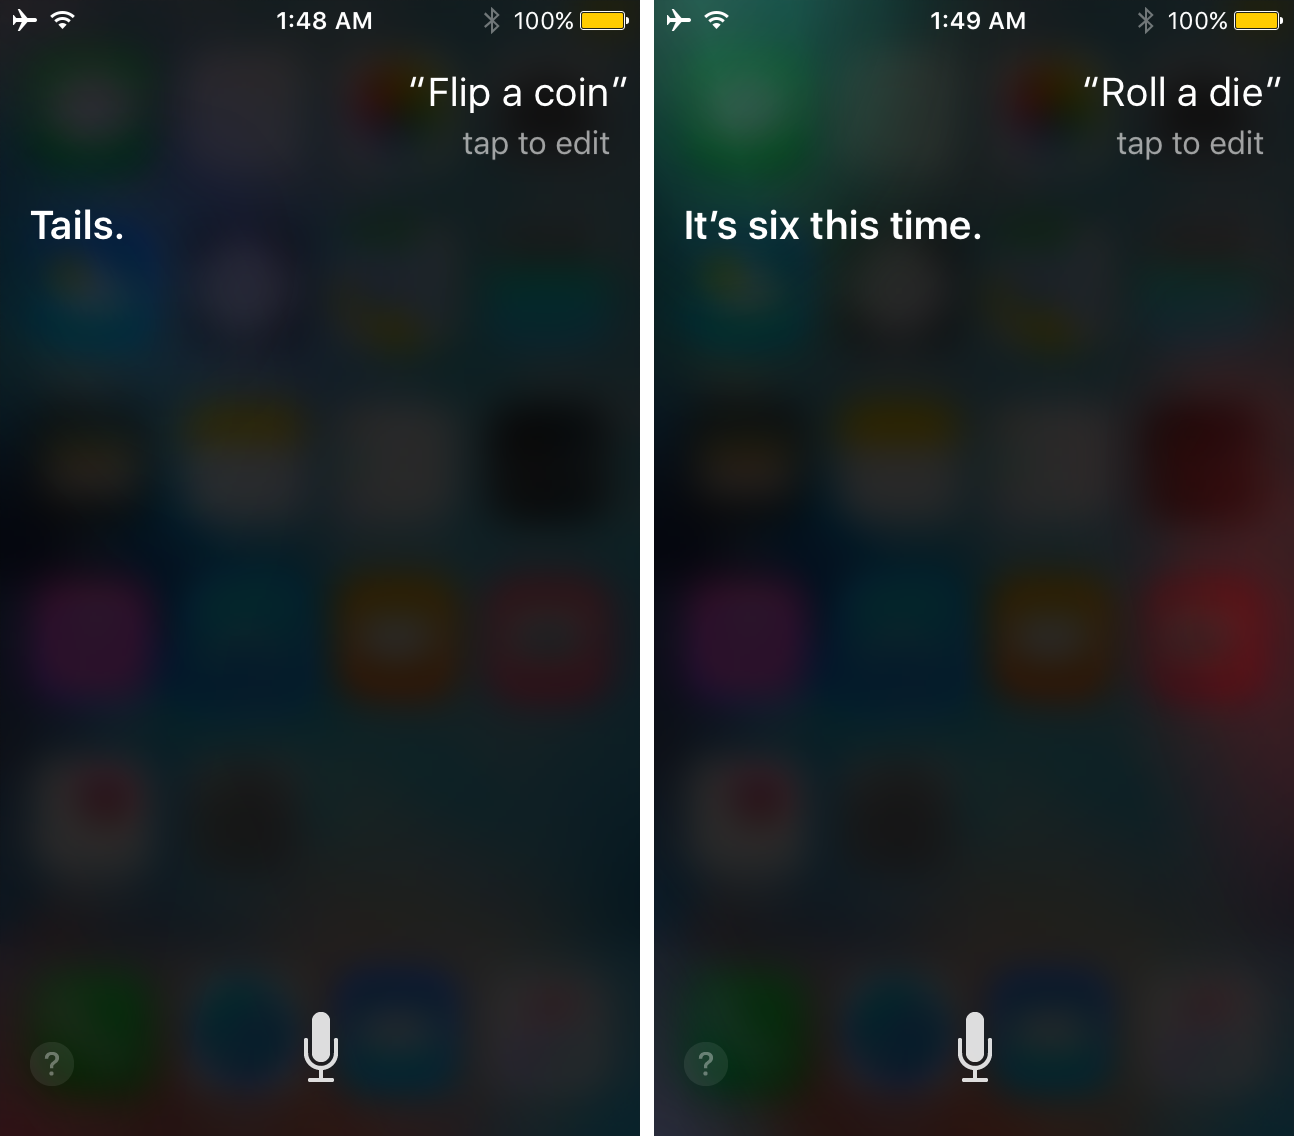 1:48 AM
100%
“Flip a coin”
tap to edit
Tails.
?
1:49 AM
100%
“Roll a die”
tap to edit
It’s six this time.
?